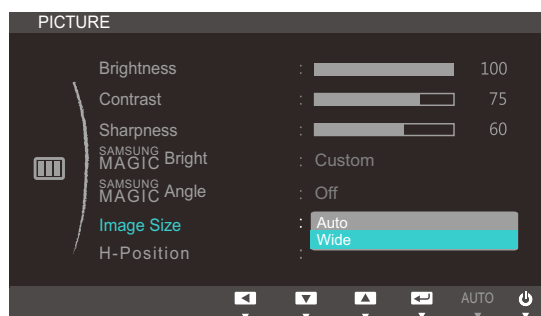 PICTURE
Brightness : 100
Contrast : 75
Sharpness : 60
SAMSUNG MAGIC Bright : Custom
SAMSUNG MAGIC Angle : Off
Image Size : Auto
Wide
H-Position :
AUTO